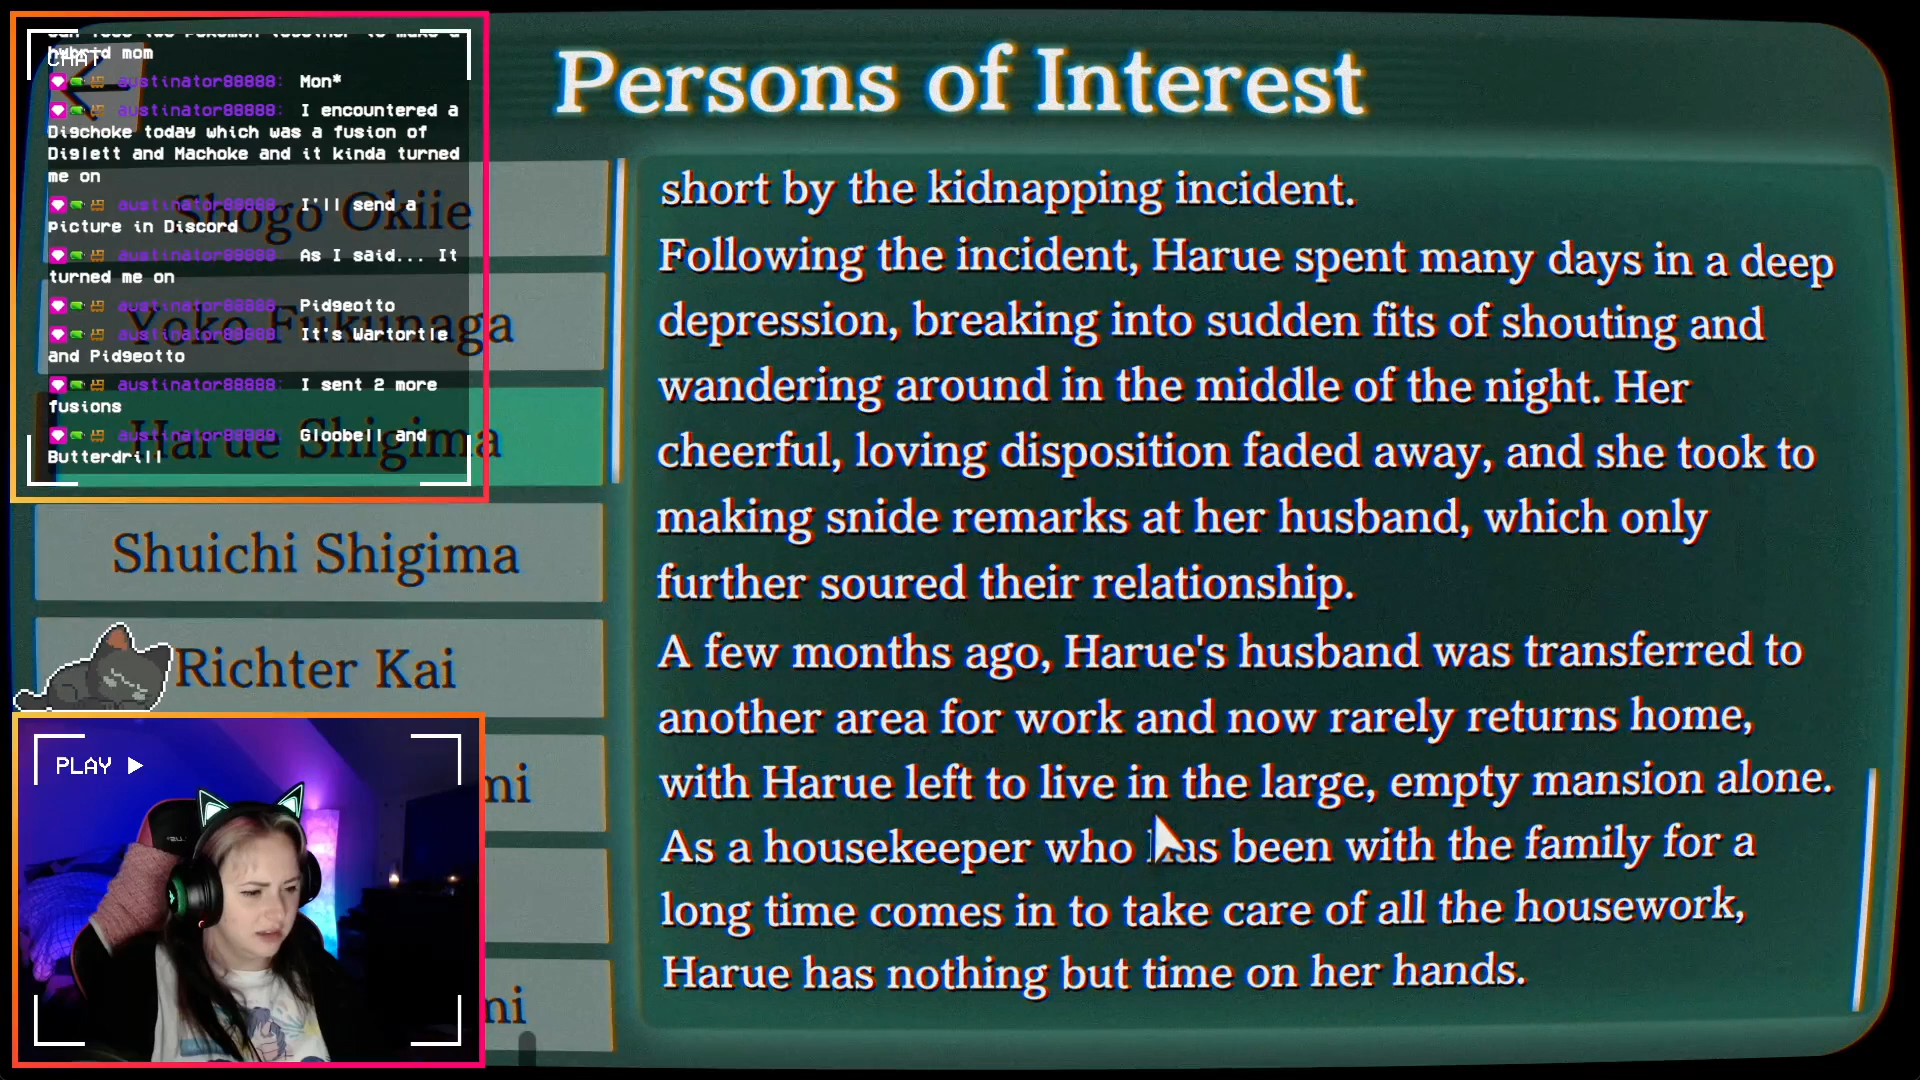 Persons of Interest
CHAT
hybrid mom
austinator88888: Mon*
austinator88888: I encountered a
Digchoke today which was a fusion of
Diglett and Machoke and it kinda turned
me on
austinator88888: I'll send a
picture in Discord
austinator88888: As I said... It
turned me on
austinator88888: Pidgeotto
austinator88888: It's Wartortle
and Pidgeotto
austinator88888: I sent 2 more
fusions
austinator88888: Gloobell and
Butterdrill
Shogo Okiie
Yoko Fukunaga
Harue Shigima
Shuichi Shigima
Richter Kai
mi
mi
PLAY
short by the kidnapping incident.
Following the incident, Harue spent many days in a deep
depression, breaking into sudden fits of shouting and
wandering around in the middle of the night. Her
cheerful, loving disposition faded away, and she took to
making snide remarks at her husband, which only
further soured their relationship.
A few months ago, Harue's husband was transferred to
another area for work and now rarely returns home,
with Harue left to live in the large, empty mansion alone.
As a housekeeper who has been with the family for a
long time comes in to take care of all the housework,
Harue has nothing but time on her hands.